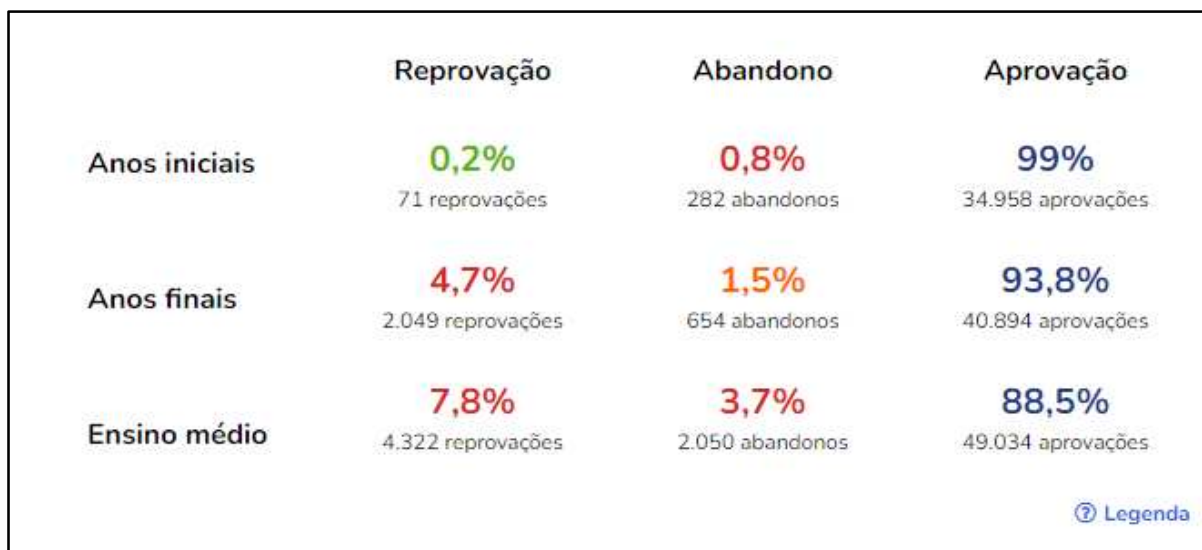 Reprovação Abandono Aprovação
Anos iniciais 0,2% 0,8% 99%
71 reprovações 282 abandonos 34.958 aprovações
Anos finais 4,7% 1,5% 93,8%
2.049 reprovações 654 abandonos 40.894 aprovações
Ensino médio 7,8% 3,7% 88,5%
4.322 reprovações 2.050 abandonos 49.034 aprovações
? Legenda